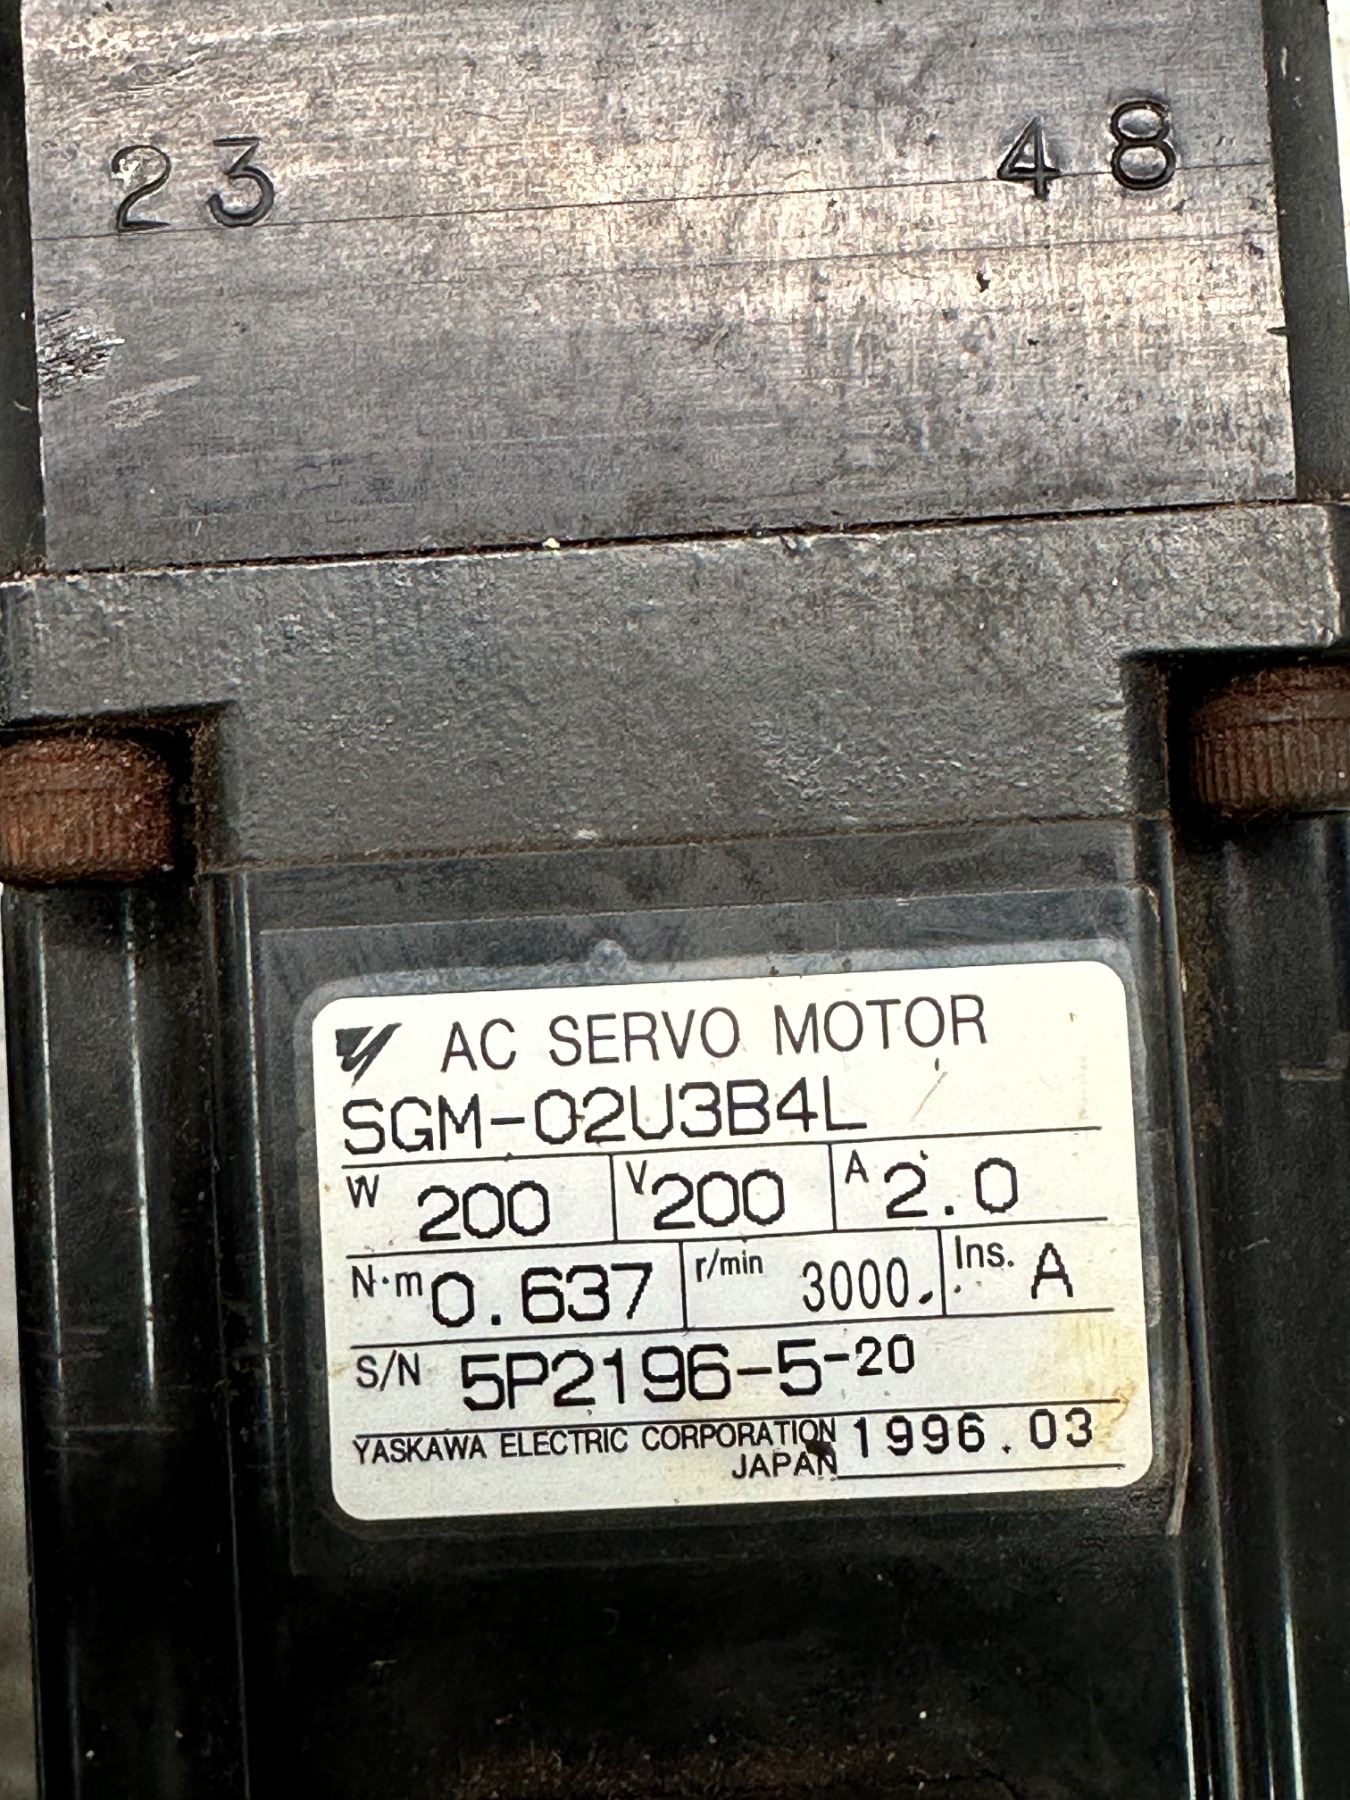 23 48
AC SERVO MOTOR
SGM-02U3B4L
W 200 V 200 A 2.0
N·m 0.637 r/min 3000. Ins. A
S/N 5P2196-5-20
YASKAWA ELECTRIC CORPORATION 1996.03
JAPAN